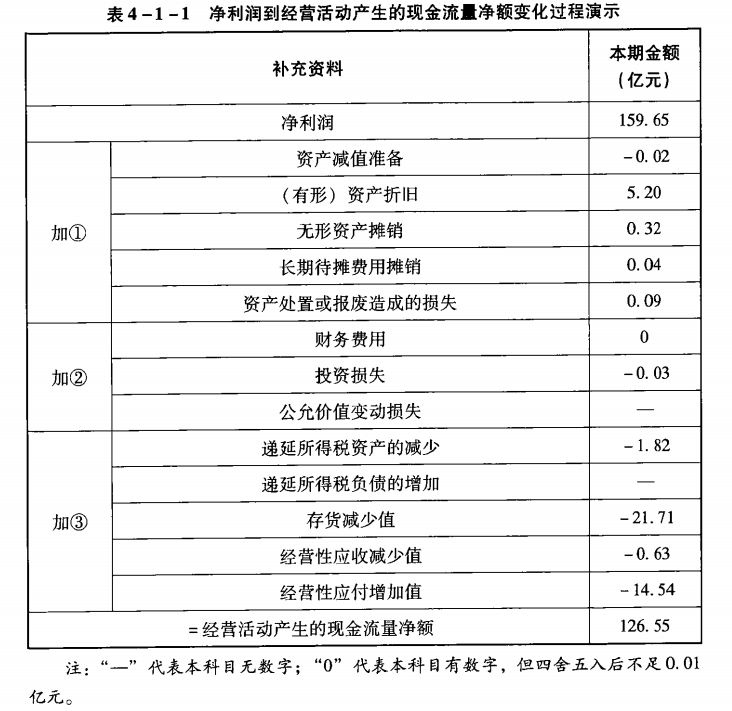 表4-1-1 净利润到经营活动产生的现金流量净额变化过程演示
补充资料 本期金额（亿元）
净利润 159.65
加① 资产减值准备 -0.02
（有形）资产折旧 5.20
无形资产摊销 0.32
长期待摊费用摊销 0.04
资产处置或报废造成的损失 0.09
加② 财务费用 0
投资损失 -0.03
公允价值变动损失 —
加③ 递延所得税资产的减少 -1.82
递延所得税负债的增加 —
存货减少值 -21.71
经营性应收减少值 -0.63
经营性应付增加值 -14.54
=经营活动产生的现金流量净额 126.55
注：“—”代表本科目无数字；“0”代表本科目有数字，但四舍五入后不足0.01
亿元。